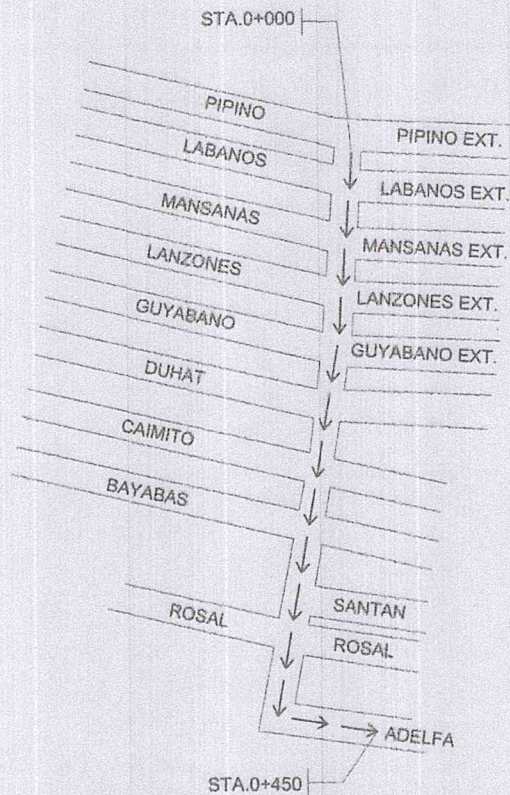 STA.0+000
PIPINO
PIPINO EXT.
LABANOS
LABANOS EXT.
MANSANAS
MANSANAS EXT.
LANZONES
LANZONES EXT.
GUYABANO
GUYABANO EXT.
DUHAT
CAIMITO
BAYABAS
SANTAN
ROSAL
ROSAL
ADELFA
STA.0+450